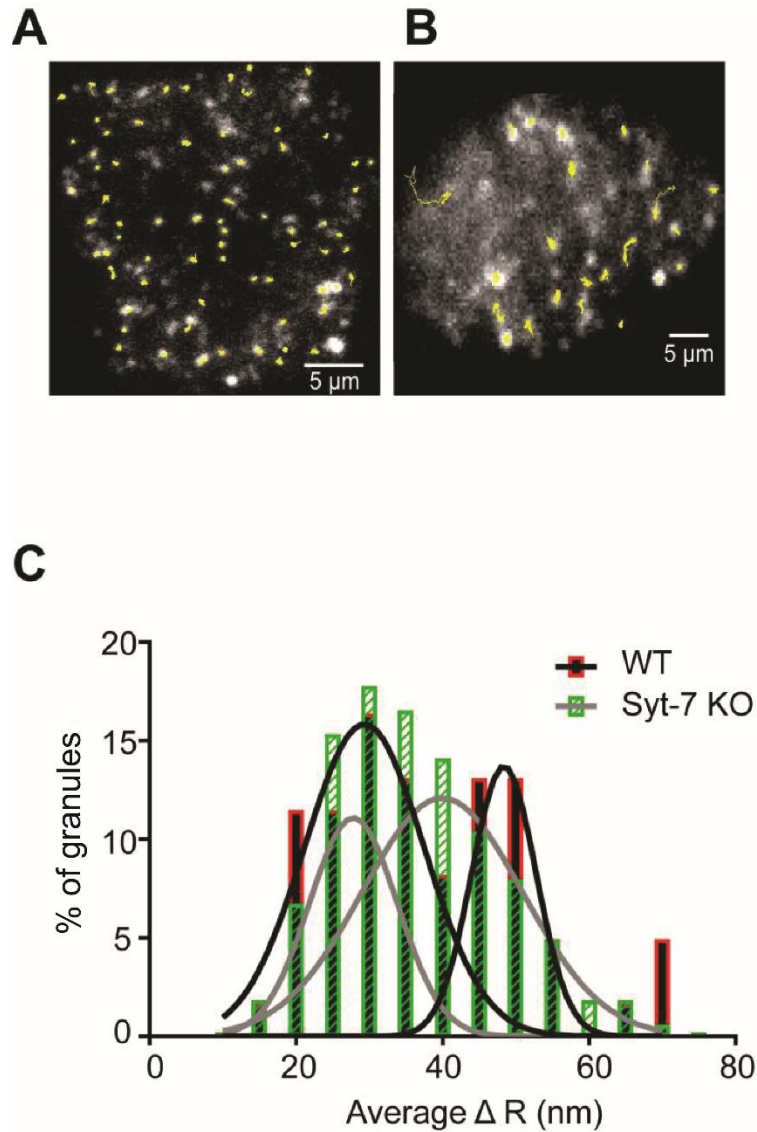 A
B
5 μm
5 μm
C
20
15
10
5
0
% of granules
WT
Syt-7 KO
0
20
40
60
80
Average Δ R (nm)